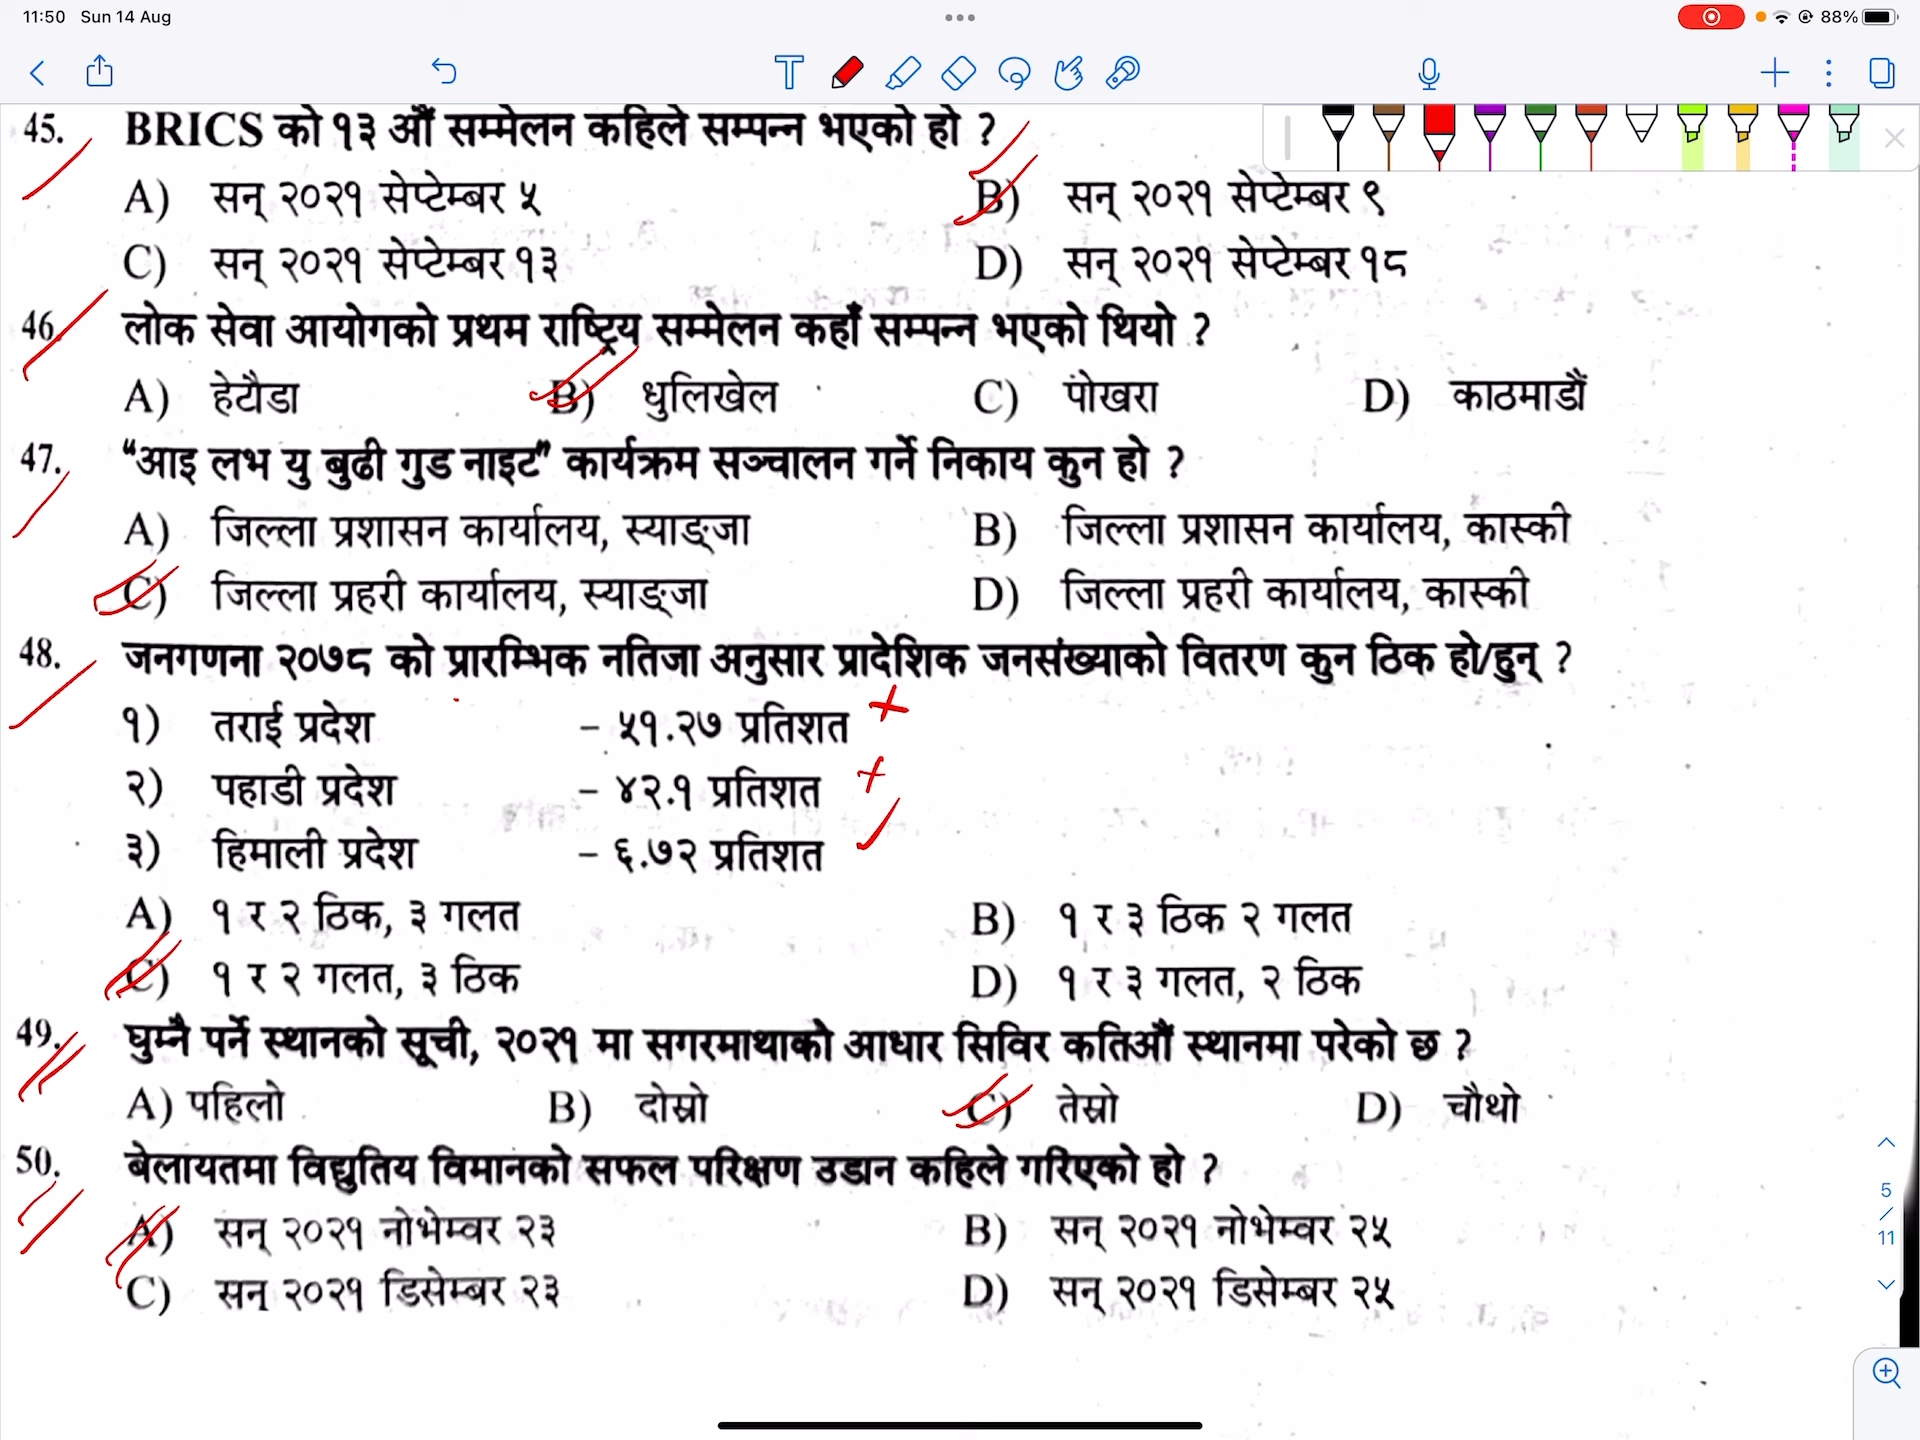 11:50 Sun 14 Aug
88%
45. BRICS को १३ औं सम्मेलन कहिले सम्पन्न भएको हो ?
A) सन् २०२१ सेप्टेम्बर ५ B) सन् २०२१ सेप्टेम्बर ९
C) सन् २०२१ सेप्टेम्बर १३ D) सन् २०२१ सेप्टेम्बर १८
46. लोक सेवा आयोगको प्रथम राष्ट्रिय सम्मेलन कहाँ सम्पन्न भएको थियो ?
A) हेटौडा B) धुलिखेल C) पोखरा D) काठमाडौं
47. “आइ लभ यु बुढी गुड नाइट” कार्यक्रम सञ्चालन गर्ने निकाय कुन हो ?
A) जिल्ला प्रशासन कार्यालय, स्याङ्जा B) जिल्ला प्रशासन कार्यालय, कास्की
C) जिल्ला प्रहरी कार्यालय, स्याङ्जा D) जिल्ला प्रहरी कार्यालय, कास्की
48. जनगणना २०७८ को प्रारम्भिक नतिजा अनुसार प्रादेशिक जनसंख्याको वितरण कुन ठिक हो/हुन् ?
१) तराई प्रदेश – ५१.२७ प्रतिशत
२) पहाडी प्रदेश – ४२.१ प्रतिशत
३) हिमाली प्रदेश – ६.७२ प्रतिशत
A) १ र २ ठिक, ३ गलत B) १ र ३ ठिक २ गलत
C) १ र २ गलत, ३ ठिक D) १ र ३ गलत, २ ठिक
49. घुम्नै पर्ने स्थानको सूची, २०२१ मा सगरमाथाको आधार सिविर कतिऔं स्थानमा परेको छ ?
A) पहिलो B) दोस्रो C) तेस्रो D) चौथो
50. बेलायतमा विद्युतिय विमानको सफल परिक्षण उडान कहिले गरिएको हो ?
A) सन् २०२१ नोभेम्वर २३ B) सन् २०२१ नोभेम्वर २५
C) सन् २०२१ डिसेम्बर २३ D) सन् २०२१ डिसेम्बर २५
5
/
11